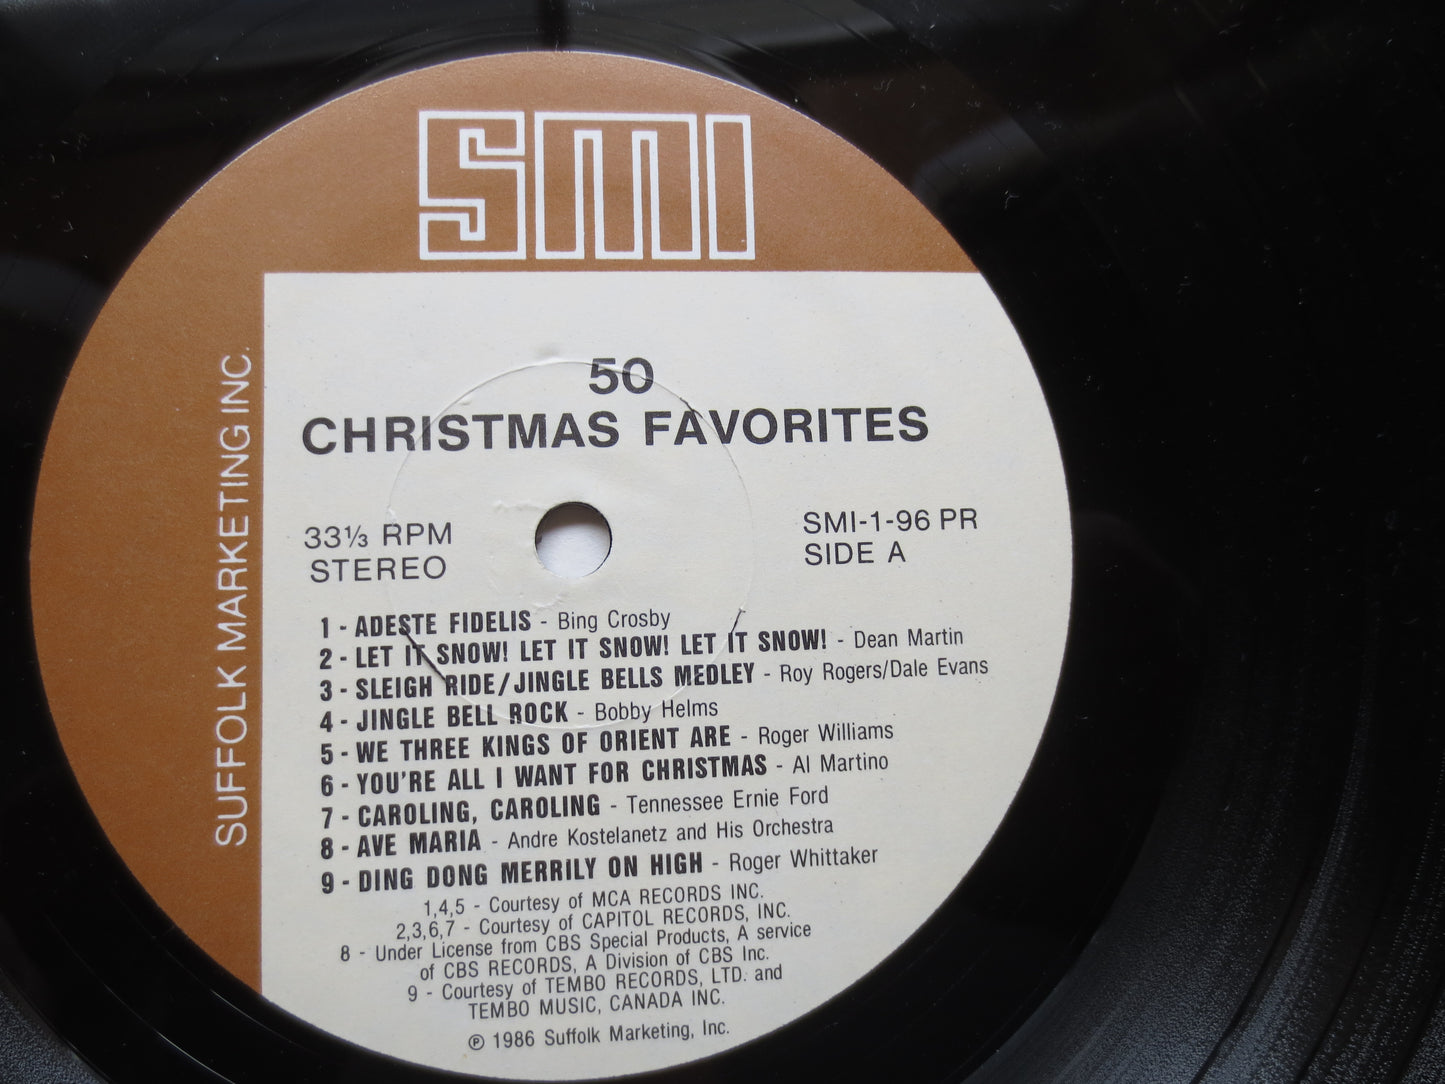 SMI
SUFFOLK MARKETING INC.
50
CHRISTMAS FAVORITES
33⅓ RPM
STEREO
SMI-1-96 PR
SIDE A
1 - ADESTE FIDELIS - Bing Crosby
2 - LET IT SNOW! LET IT SNOW! LET IT SNOW! - Dean Martin
3 - SLEIGH RIDE/JINGLE BELLS MEDLEY - Roy Rogers/Dale Evans
4 - JINGLE BELL ROCK - Bobby Helms
5 - WE THREE KINGS OF ORIENT ARE - Roger Williams
6 - YOU'RE ALL I WANT FOR CHRISTMAS - Al Martino
7 - CAROLING, CAROLING - Tennessee Ernie Ford
8 - AVE MARIA - Andre Kostelanetz and His Orchestra
9 - DING DONG MERRILY ON HIGH - Roger Whittaker
1,4,5 - Courtesy of MCA RECORDS INC.
2,3,6,7 - Courtesy of CAPITOL RECORDS, INC.
8 - Under License from CBS Special Products, A service
of CBS RECORDS, A Division of CBS Inc.
9 - Courtesy of TEMBO RECORDS, LTD. and
TEMBO MUSIC, CANADA INC.
℗ 1986 Suffolk Marketing, Inc.